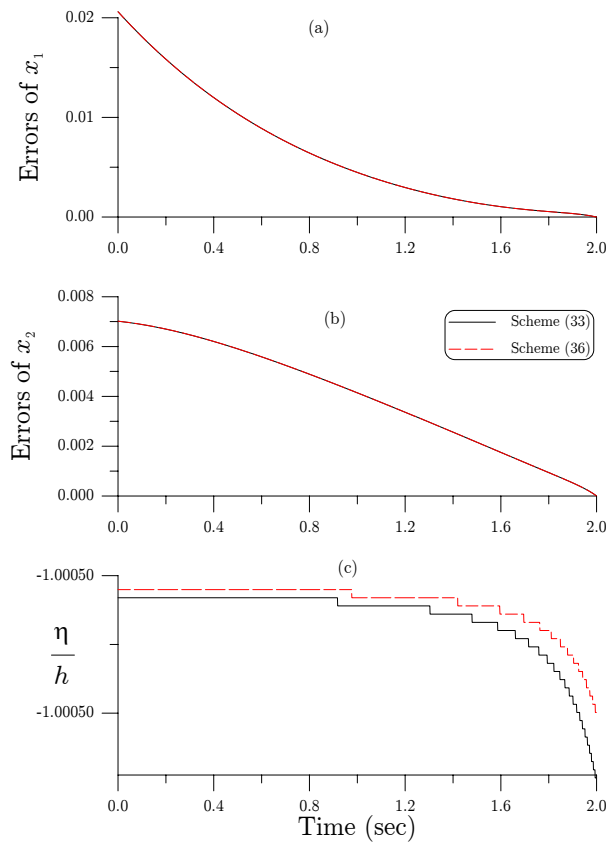 0.02
(a)
0.01
0.00
Errors of x1
0.0 0.4 0.8 1.2 1.6 2.0
0.008
(b)
Scheme (33)
Scheme (36)
0.006
0.004
0.002
0.000
Errors of x2
0.0 0.4 0.8 1.2 1.6 2.0
(c)
-1.00050
η
h
-1.00050
0.0 0.4 0.8 1.2 1.6 2.0
Time (sec)